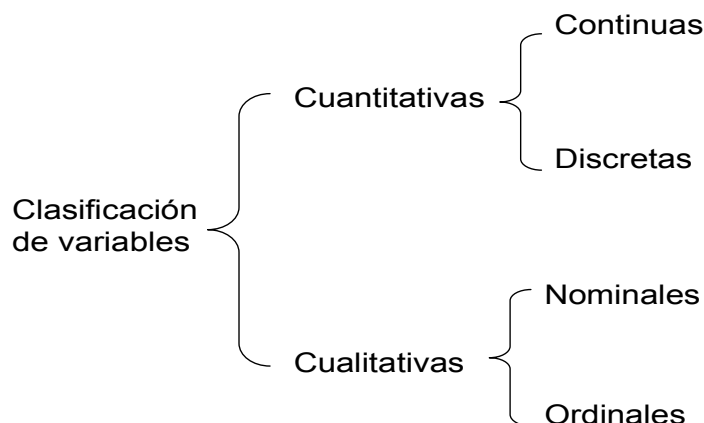 Continuas
Cuantitativas
Discretas
Clasificación
de variables
Nominales
Cualitativas
Ordinales